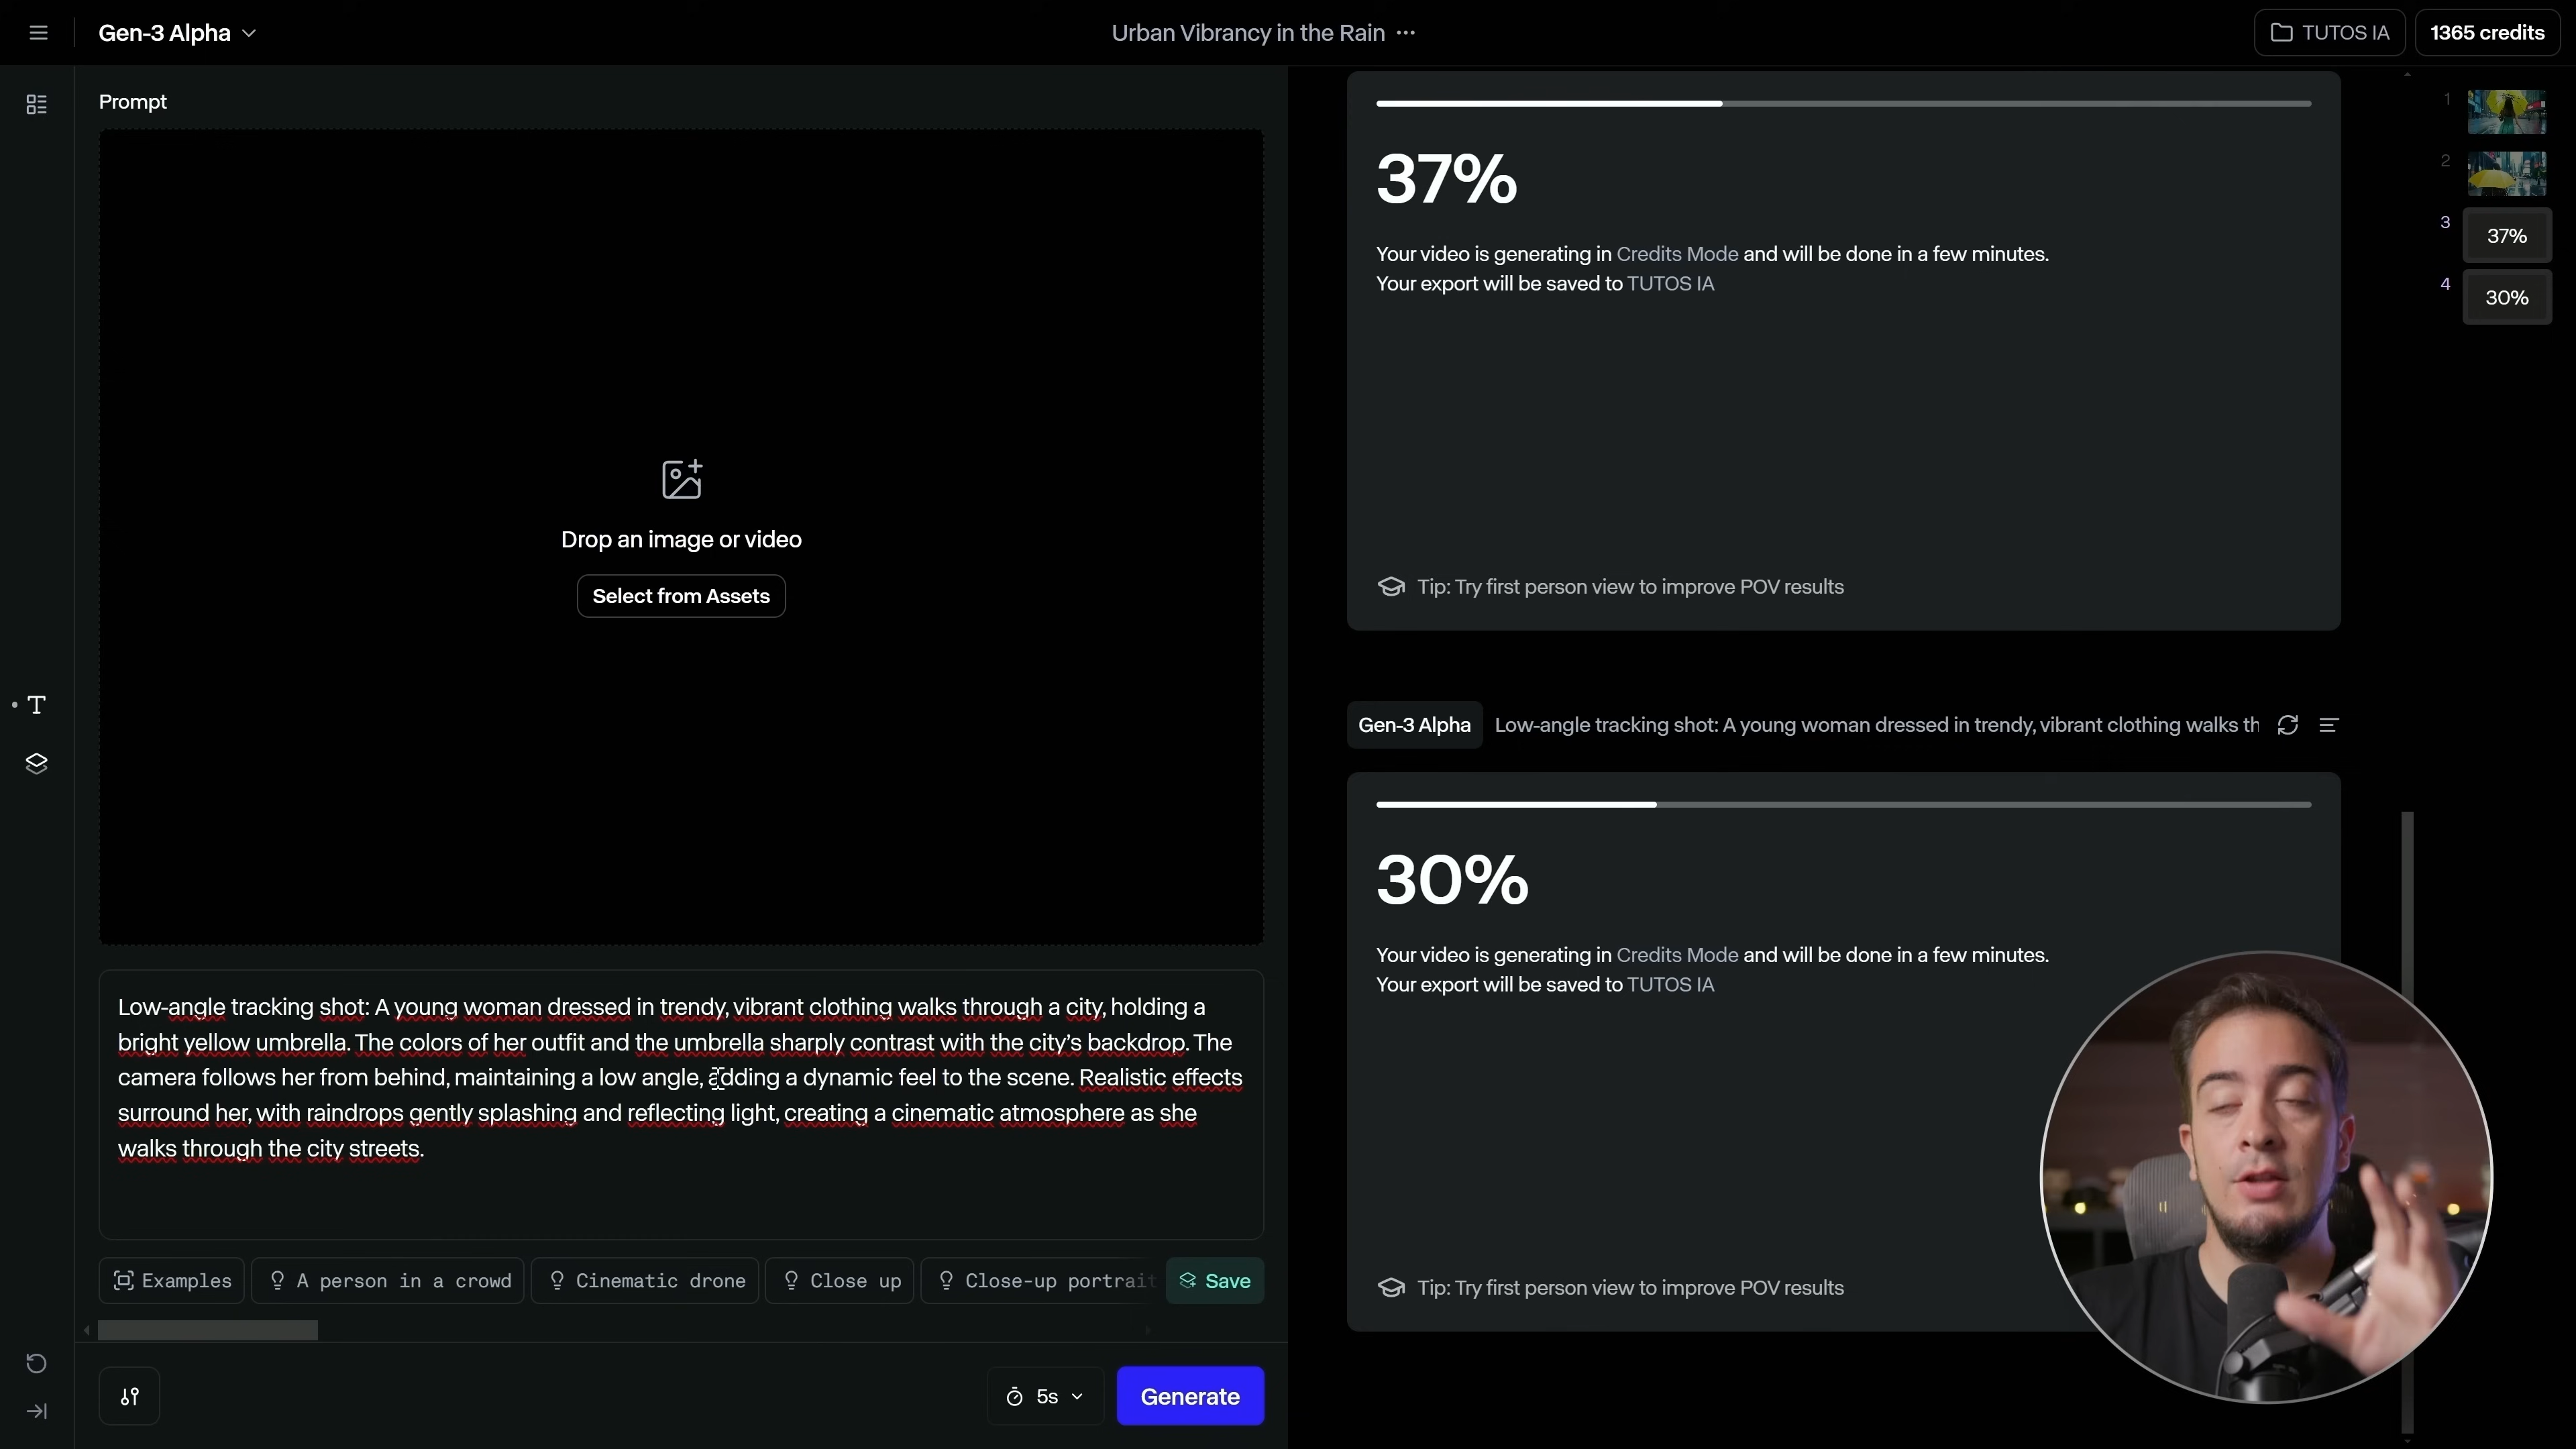 Gen-3 Alpha
Urban Vibrancy in the Rain ...
TUTOS IA
1365 credits
Prompt
Drop an image or video
Select from Assets
Low-angle tracking shot: A young woman dressed in trendy, vibrant clothing walks through a city, holding a
bright yellow umbrella. The colors of her outfit and the umbrella sharply contrast with the city's backdrop. The
camera follows her from behind, maintaining a low angle, adding a dynamic feel to the scene. Realistic effects
surround her, with raindrops gently splashing and reflecting light, creating a cinematic atmosphere as she
walks through the city streets.
Examples
A person in a crowd
Cinematic drone
Close up
Close-up portrait
Save
5s
Generate
37%
Your video is generating in Credits Mode and will be done in a few minutes.
Your export will be saved to TUTOS IA
Tip: Try first person view to improve POV results
Gen-3 Alpha
Low-angle tracking shot: A young woman dressed in trendy, vibrant clothing walks th
30%
Your video is generating in Credits Mode and will be done in a few minutes.
Your export will be saved to TUTOS IA
Tip: Try first person view to improve POV results
1
2
3
37%
4
30%